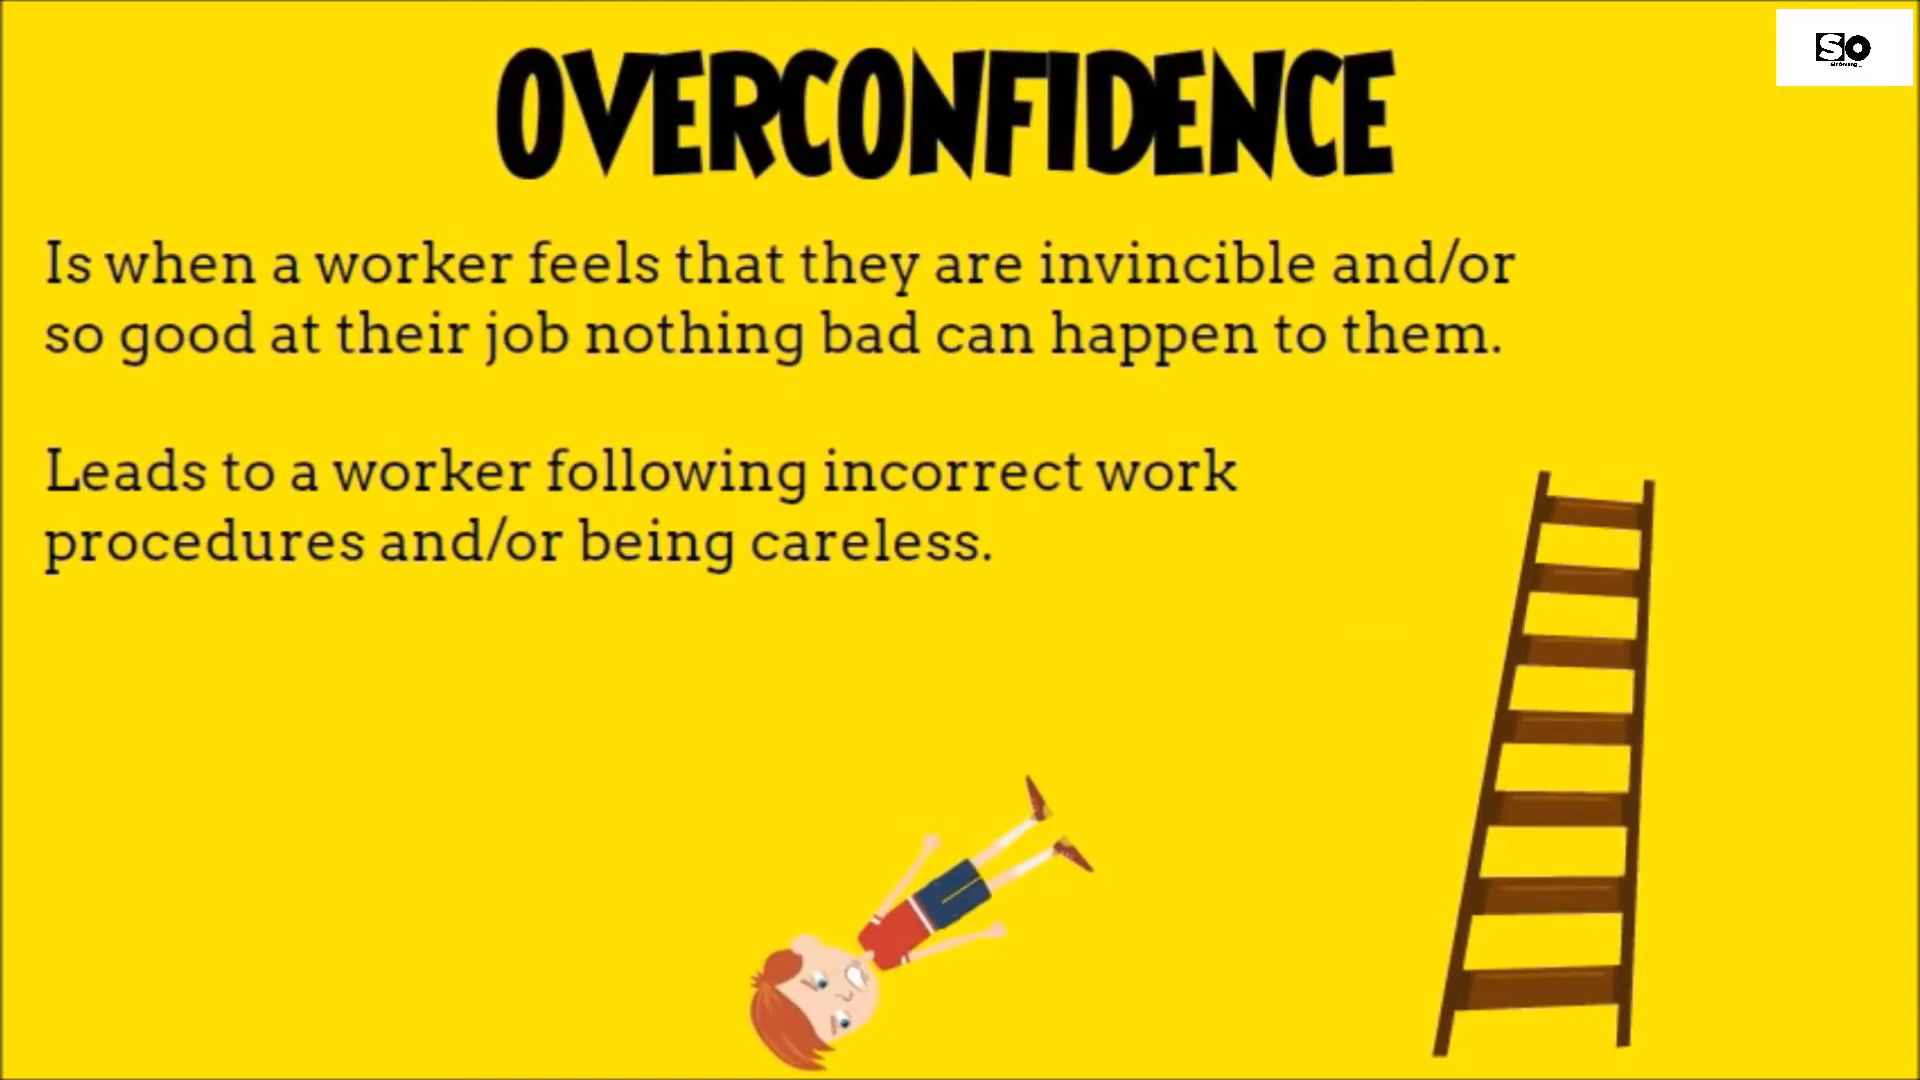 OVERCONFIDENCE
SO
Is when a worker feels that they are invincible and/or
so good at their job nothing bad can happen to them.
Leads to a worker following incorrect work
procedures and/or being careless.